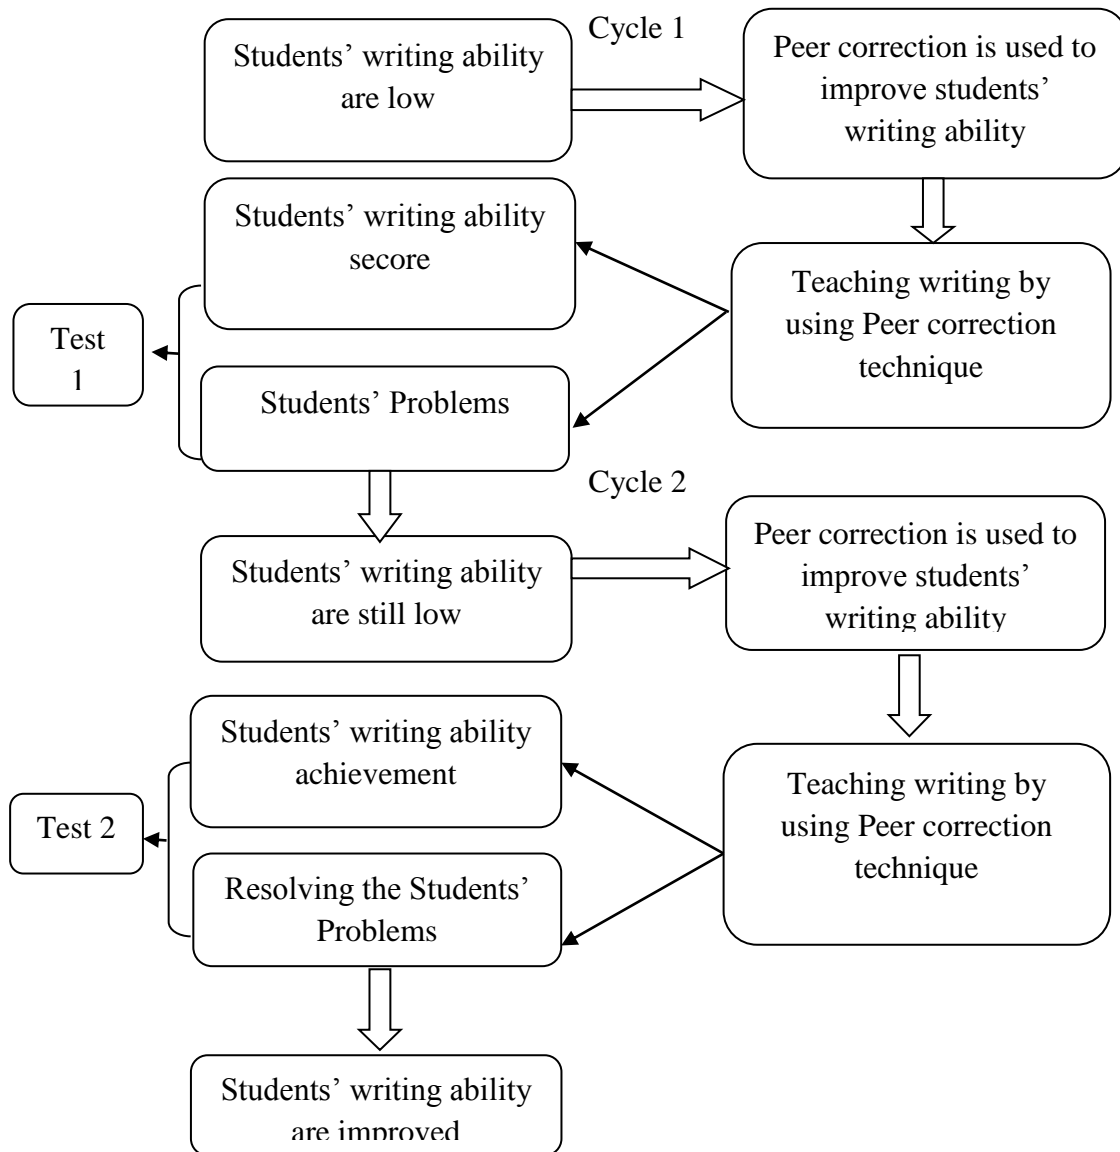 Cycle 1
Students’ writing ability
are low
Peer correction is used to
improve students’
writing ability
Students’ writing ability
secore
Teaching writing by
using Peer correction
technique
Test
1
Students’ Problems
Cycle 2
Students’ writing ability
are still low
Peer correction is used to
improve students’
writing ability
Students’ writing ability
achievement
Teaching writing by
using Peer correction
technique
Test 2
Resolving the Students’
Problems
Students’ writing ability
are improved